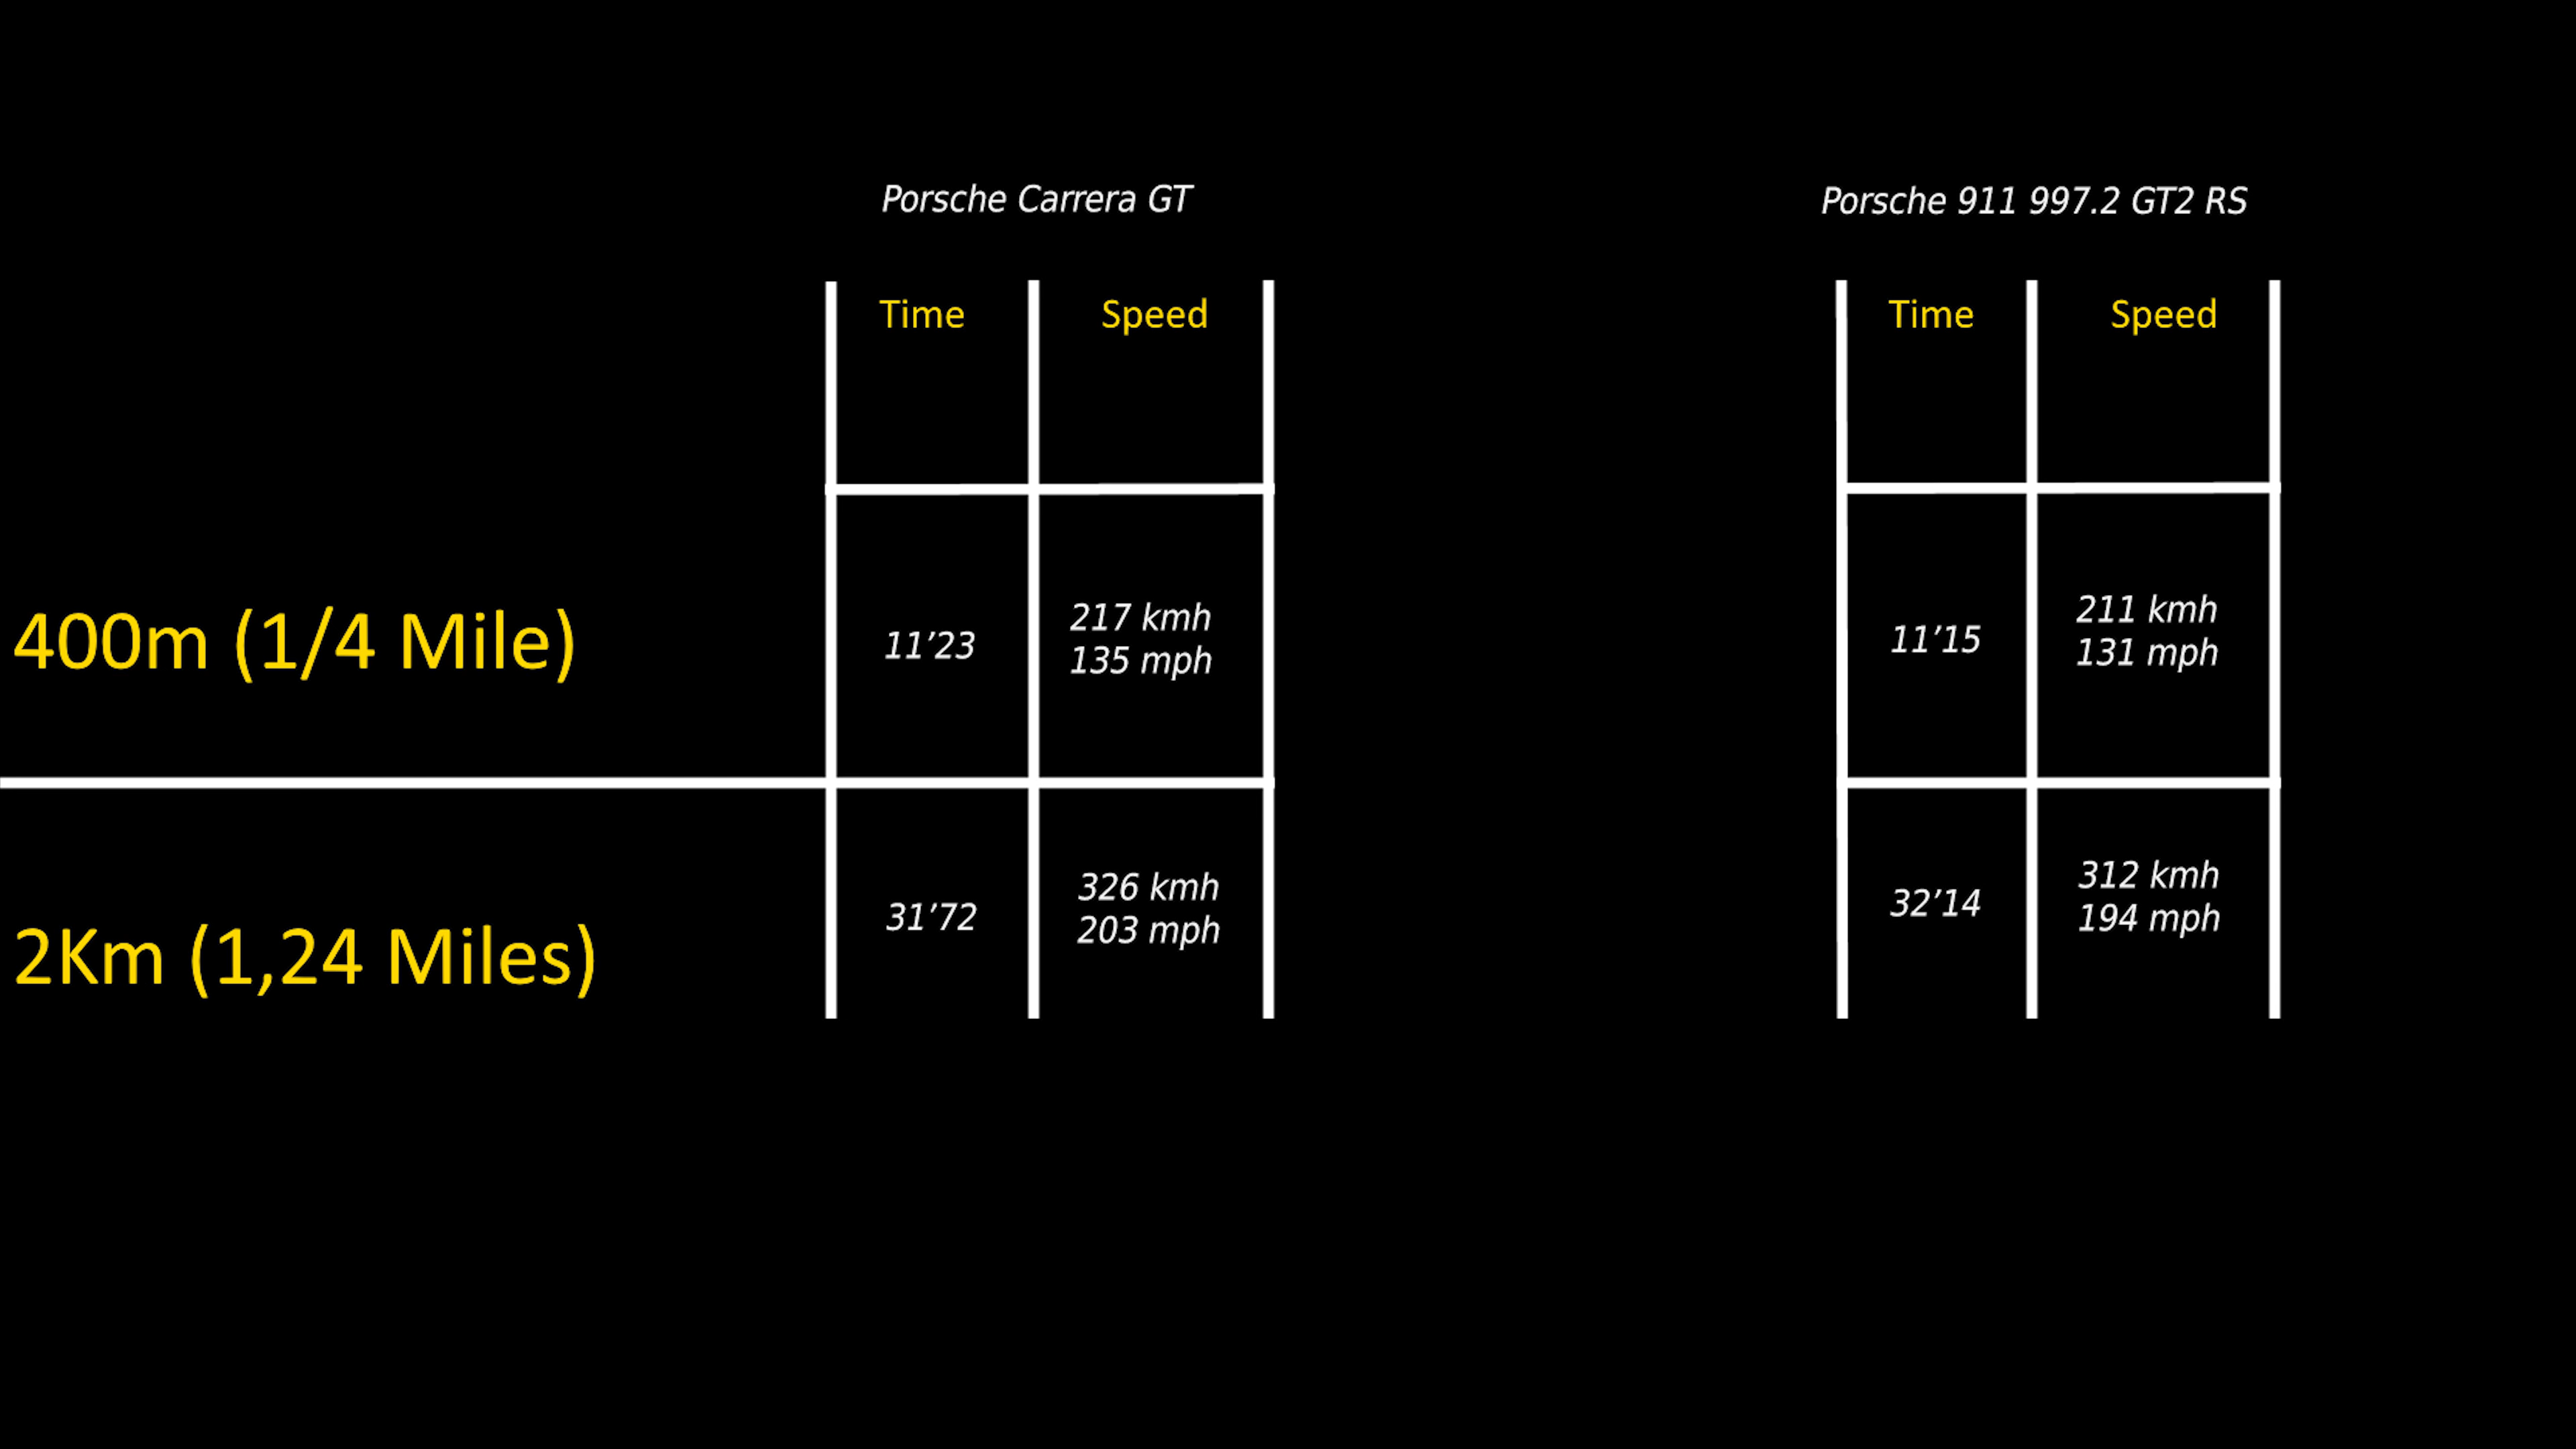 Porsche Carrera GT
Porsche 911 997.2 GT2 RS
Time
Speed
Time
Speed
400m (1/4 Mile)
11’23
217 kmh
135 mph
11’15
211 kmh
131 mph
2Km (1,24 Miles)
31’72
326 kmh
203 mph
32’14
312 kmh
194 mph